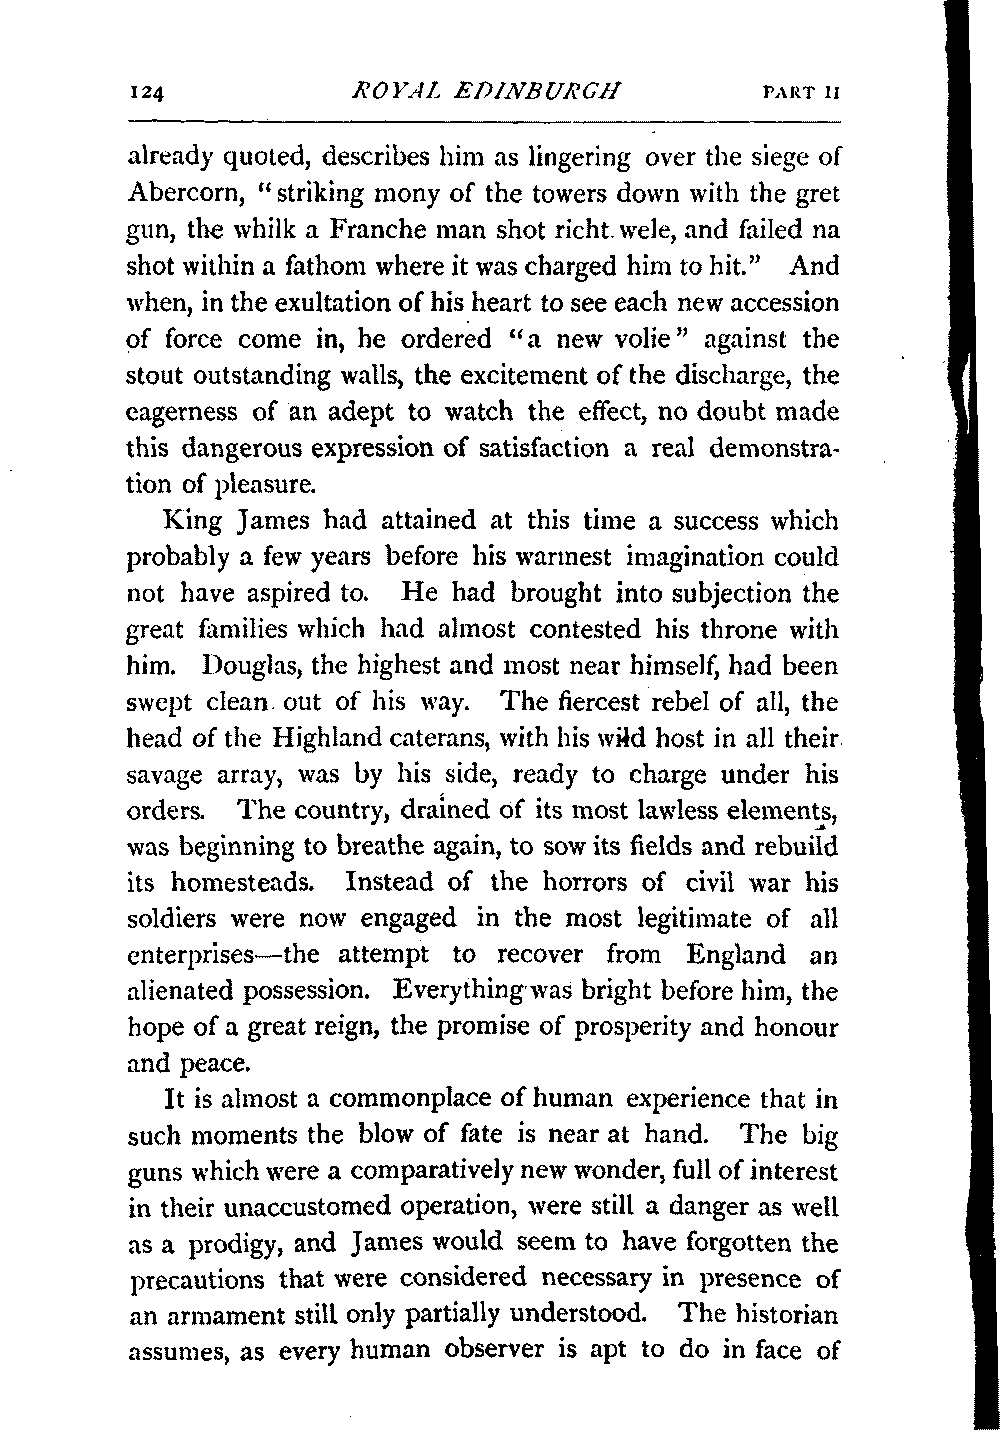 124 ROYAL EDINBURGH PART II
already quoted, describes him as lingering over the siege of
Abercorn, "striking mony of the towers down with the gret
gun, the whilk a Franche man shot richt wele, and failed na
shot within a fathom where it was charged him to hit." And
when, in the exultation of his heart to see each new accession
of force come in, he ordered "a new volie" against the
stout outstanding walls, the excitement of the discharge, the
eagerness of an adept to watch the effect, no doubt made
this dangerous expression of satisfaction a real demonstra-
tion of pleasure.
King James had attained at this time a success which
probably a few years before his warmest imagination could
not have aspired to. He had brought into subjection the
great families which had almost contested his throne with
him. Douglas, the highest and most near himself, had been
swept clean out of his way. The fiercest rebel of all, the
head of the Highland caterans, with his wild host in all their
savage array, was by his side, ready to charge under his
orders. The country, drained of its most lawless elements,
was beginning to breathe again, to sow its fields and rebuild
its homesteads. Instead of the horrors of civil war his
soldiers were now engaged in the most legitimate of all
enterprises—the attempt to recover from England an
alienated possession. Everything was bright before him, the
hope of a great reign, the promise of prosperity and honour
and peace.
It is almost a commonplace of human experience that in
such moments the blow of fate is near at hand. The big
guns which were a comparatively new wonder, full of interest
in their unaccustomed operation, were still a danger as well
as a prodigy, and James would seem to have forgotten the
precautions that were considered necessary in presence of
an armament still only partially understood. The historian
assumes, as every human observer is apt to do in face of